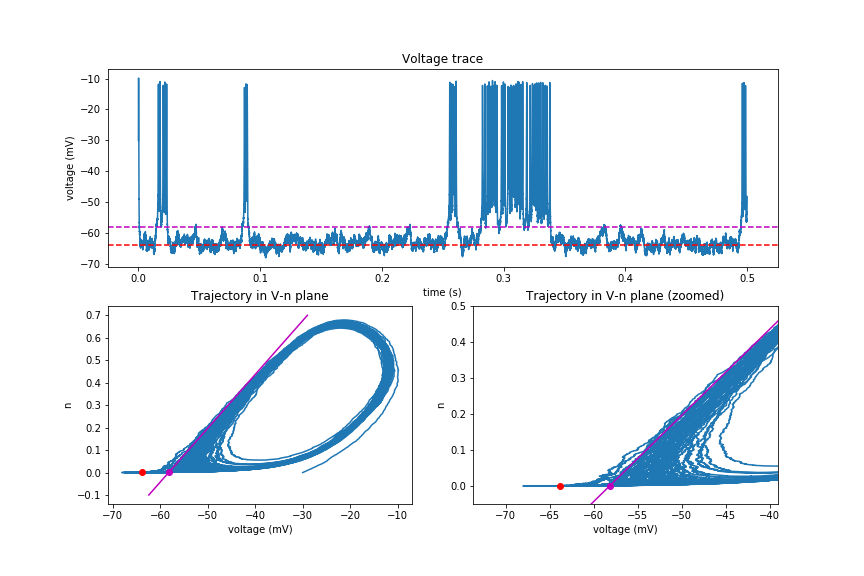 Voltage trace
−10
−20
−30
−40
−50
−60
−70
voltage (mV)
0.0 0.1 0.2 0.3 0.4 0.5
time (s)
Trajectory in V-n plane
0.7
0.6
0.5
0.4
0.3
0.2
0.1
0.0
−0.1
n
−70 −60 −50 −40 −30 −20 −10
voltage (mV)
Trajectory in V-n plane (zoomed)
0.5
0.4
0.3
0.2
0.1
0.0
n
−70 −65 −60 −55 −50 −45 −40
voltage (mV)